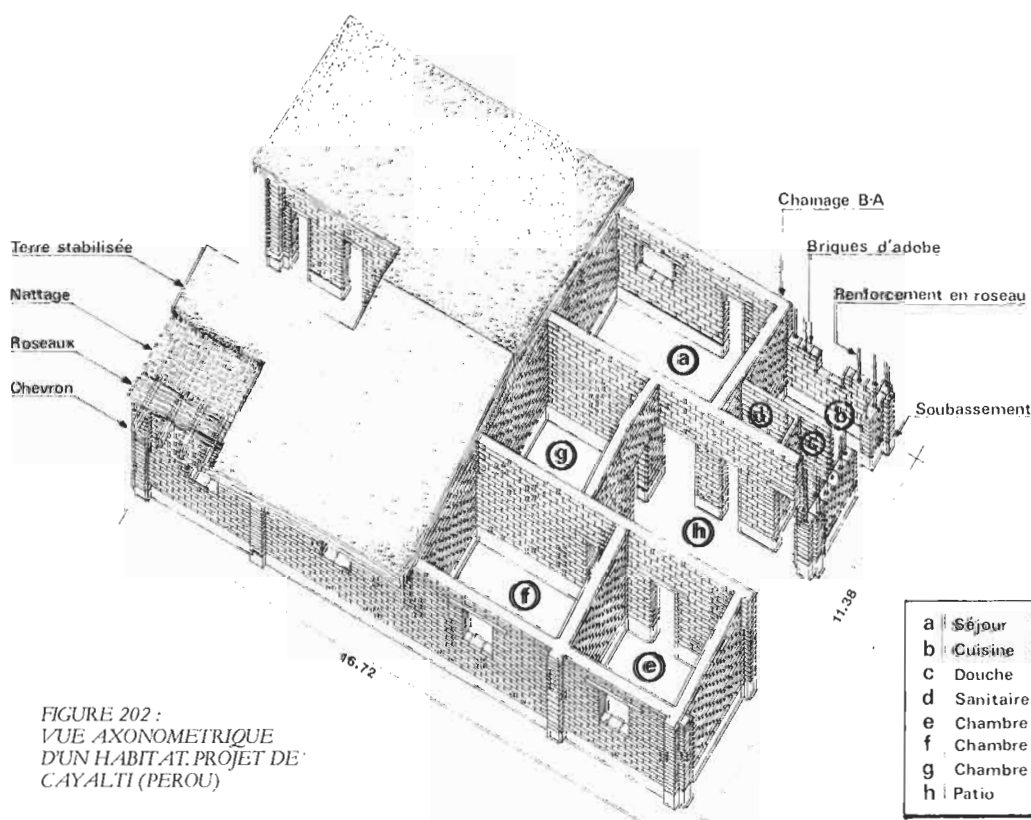 Chainage B·A
Briques d'adobe
Renforcement en roseau
Soubassement
Terre stabilisée
Nattage
Roseaux
Chevron
a
b
c
d
e
f
g
h
16.72
11.38
FIGURE 202 :
VUE AXONOMETRIQUE
D'UN HABITAT. PROJET DE
CAYALTI (PEROU)
a Séjour
b Cuisine
c Douche
d Sanitaire
e Chambre
f Chambre
g Chambre
h Patio